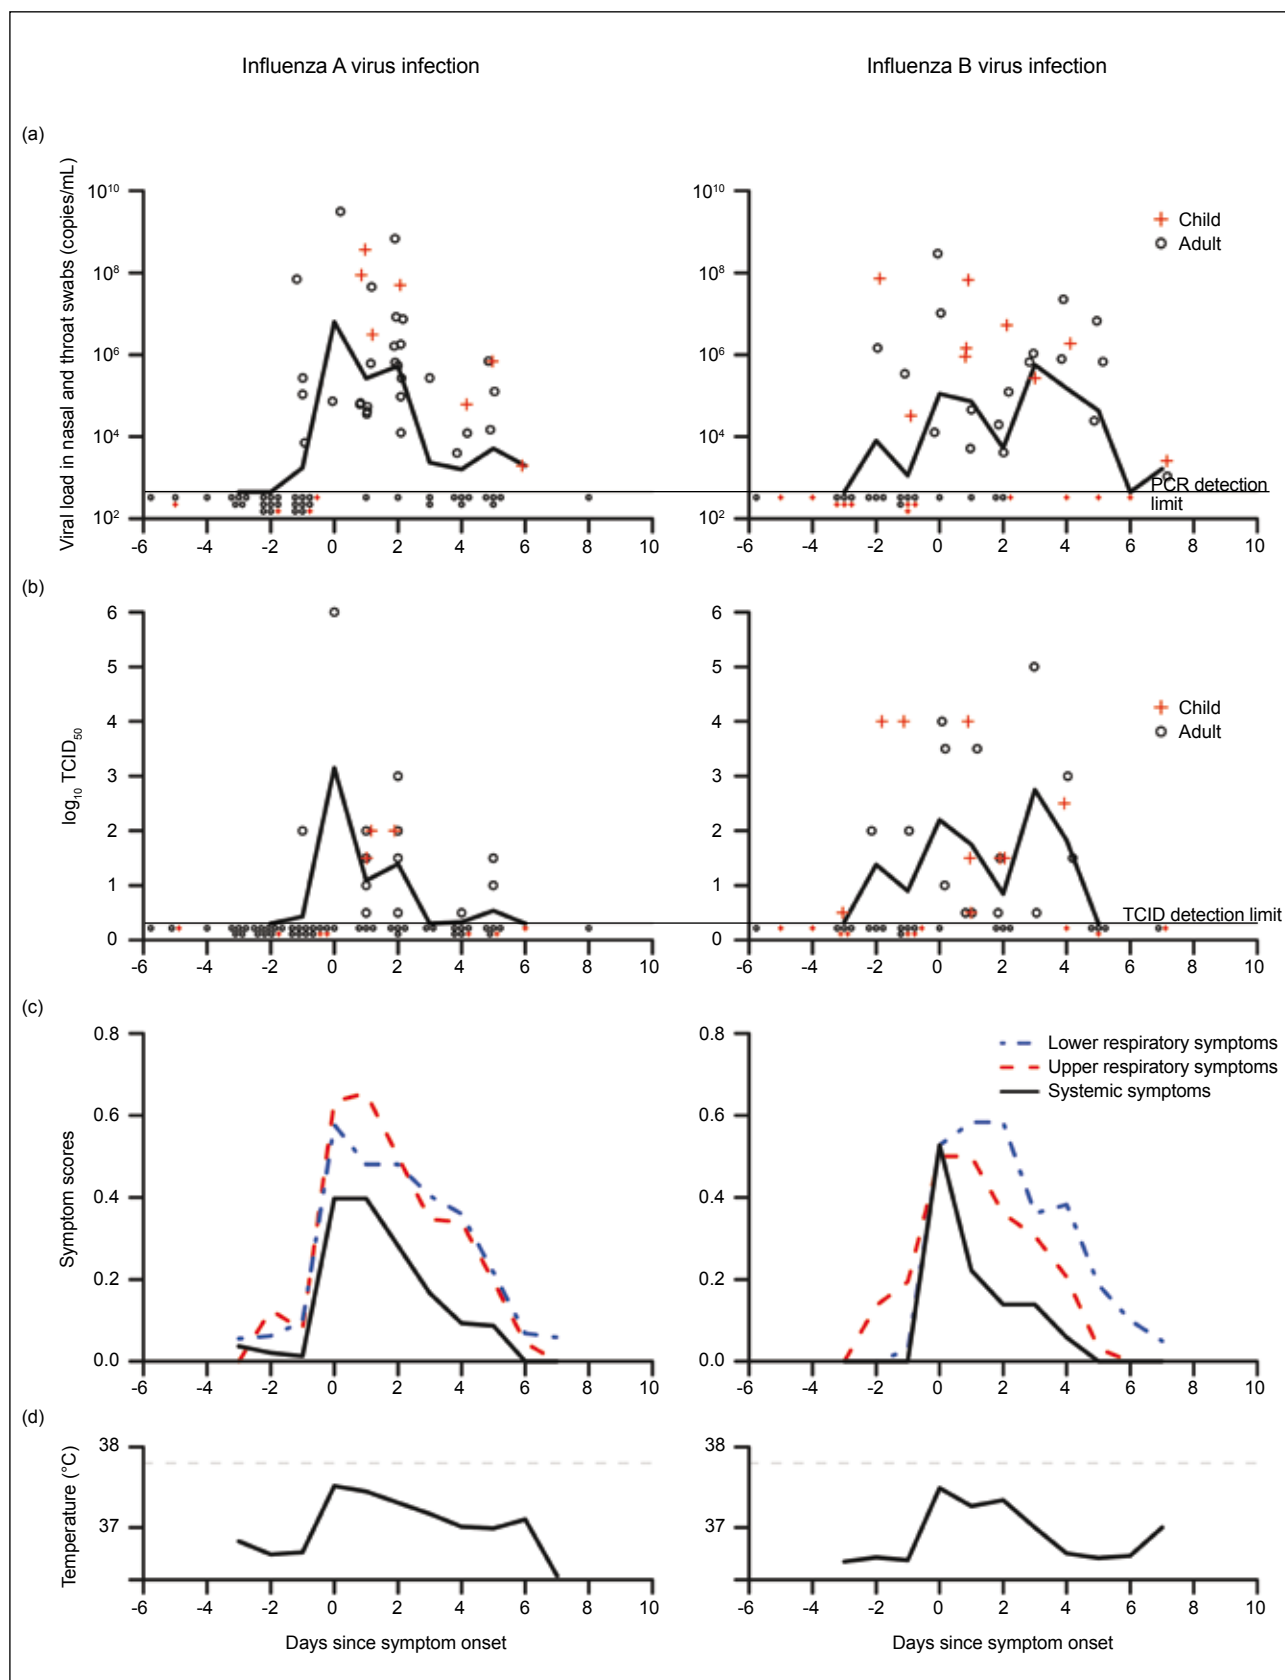 Influenza A virus infection
Influenza B virus infection
(a)
Viral load in nasal and throat swabs (copies/mL)
10¹⁰
10⁸
10⁶
10⁴
10²
-6 -4 -2 0 2 4 6 8 10
10¹⁰
10⁸
10⁶
10⁴
10²
Child
Adult
PCR detection
limit
-6 -4 -2 0 2 4 6 8 10
(b)
log₁₀ TCID₅₀
6
5
4
3
2
1
0
-6 -4 -2 0 2 4 6 8 10
6
5
4
3
2
1
0
Child
Adult
TCID detection limit
-6 -4 -2 0 2 4 6 8 10
(c)
Symptom scores
0.8
0.6
0.4
0.2
0.0
-6 -4 -2 0 2 4 6 8 10
0.8
0.6
0.4
0.2
0.0
Lower respiratory symptoms
Upper respiratory symptoms
Systemic symptoms
-6 -4 -2 0 2 4 6 8 10
(d)
Temperature (°C)
38
37
-6 -4 -2 0 2 4 6 8 10
Days since symptom onset
38
37
-6 -4 -2 0 2 4 6 8 10
Days since symptom onset